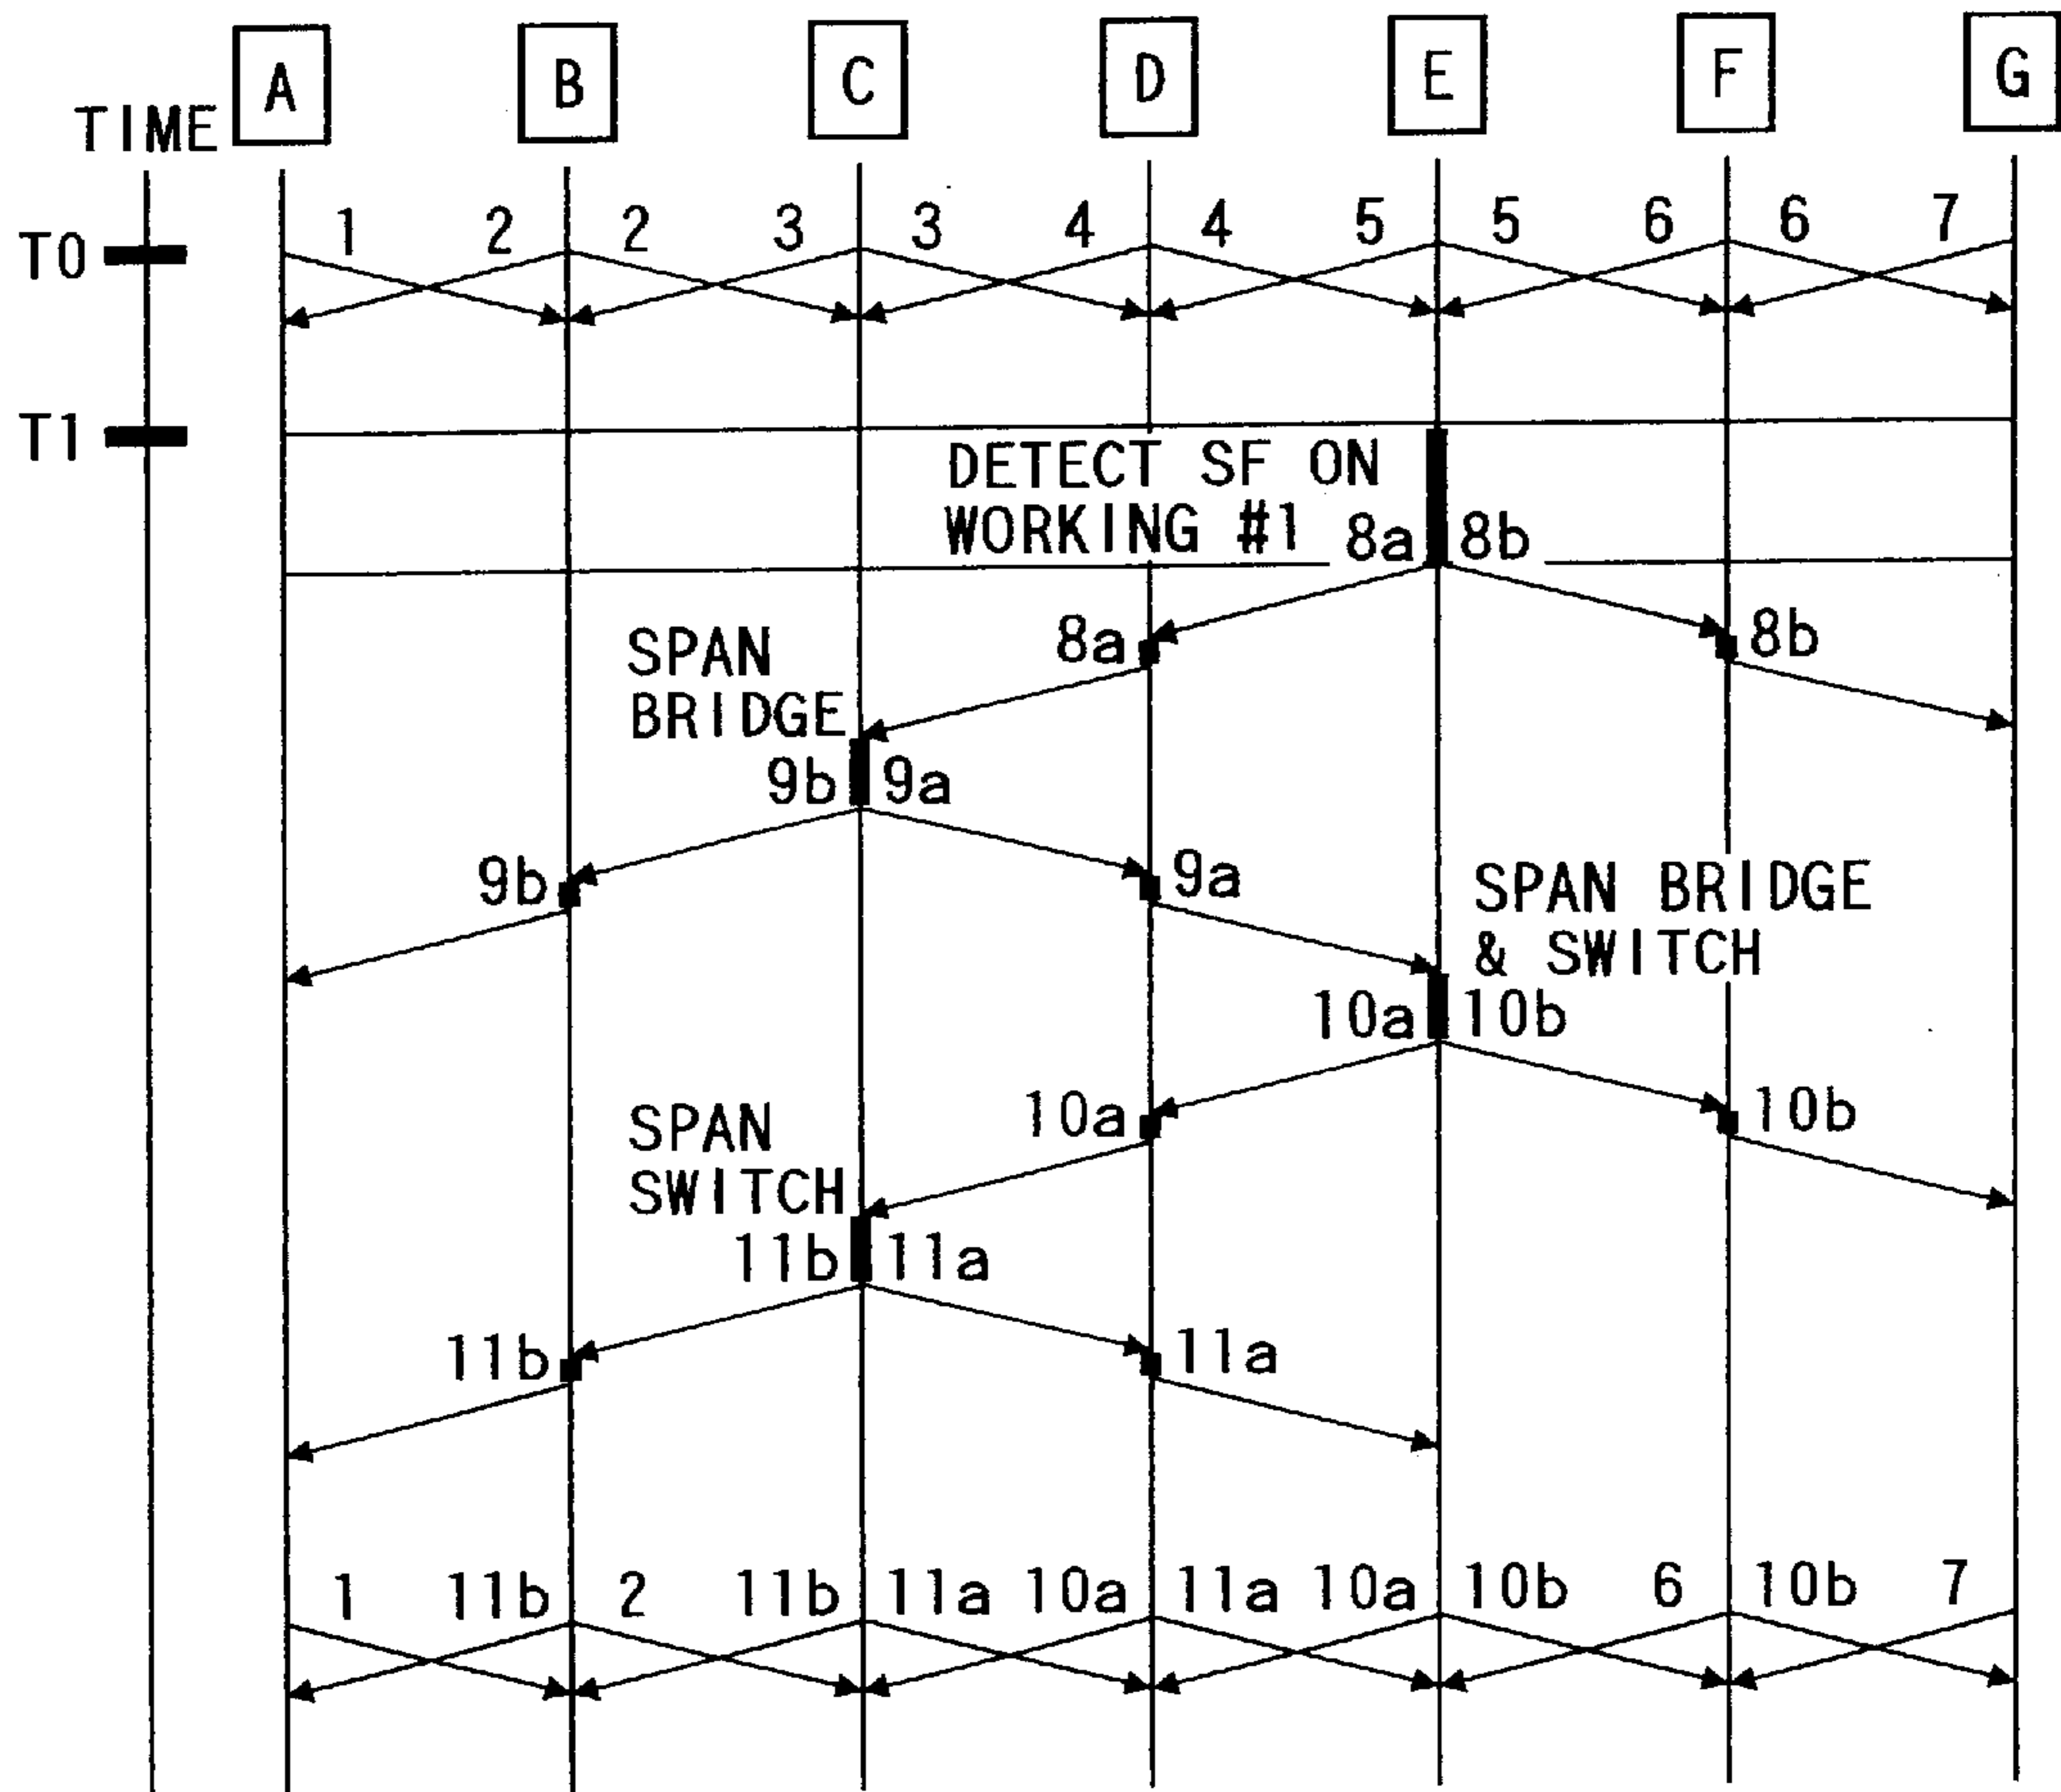 A B C D E F G
TIME
T0 1 2 2 3 3 4 4 5 5 6 6 7
T1
DETECT SF ON
WORKING #1 8a 8b
SPAN
BRIDGE
8a 8b
9b 9a
9b 9a
SPAN BRIDGE
& SWITCH
10a 10b
10a 10b
SPAN
SWITCH
11b 11a
11b 11a
1 11b 2 11b 11a 10a 11a 10a 10b 6 10b 7